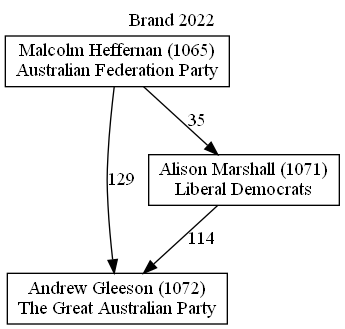 Brand 2022
Malcolm Heffernan (1065)
Australian Federation Party
35
Alison Marshall (1071)
Liberal Democrats
129
114
Andrew Gleeson (1072)
The Great Australian Party